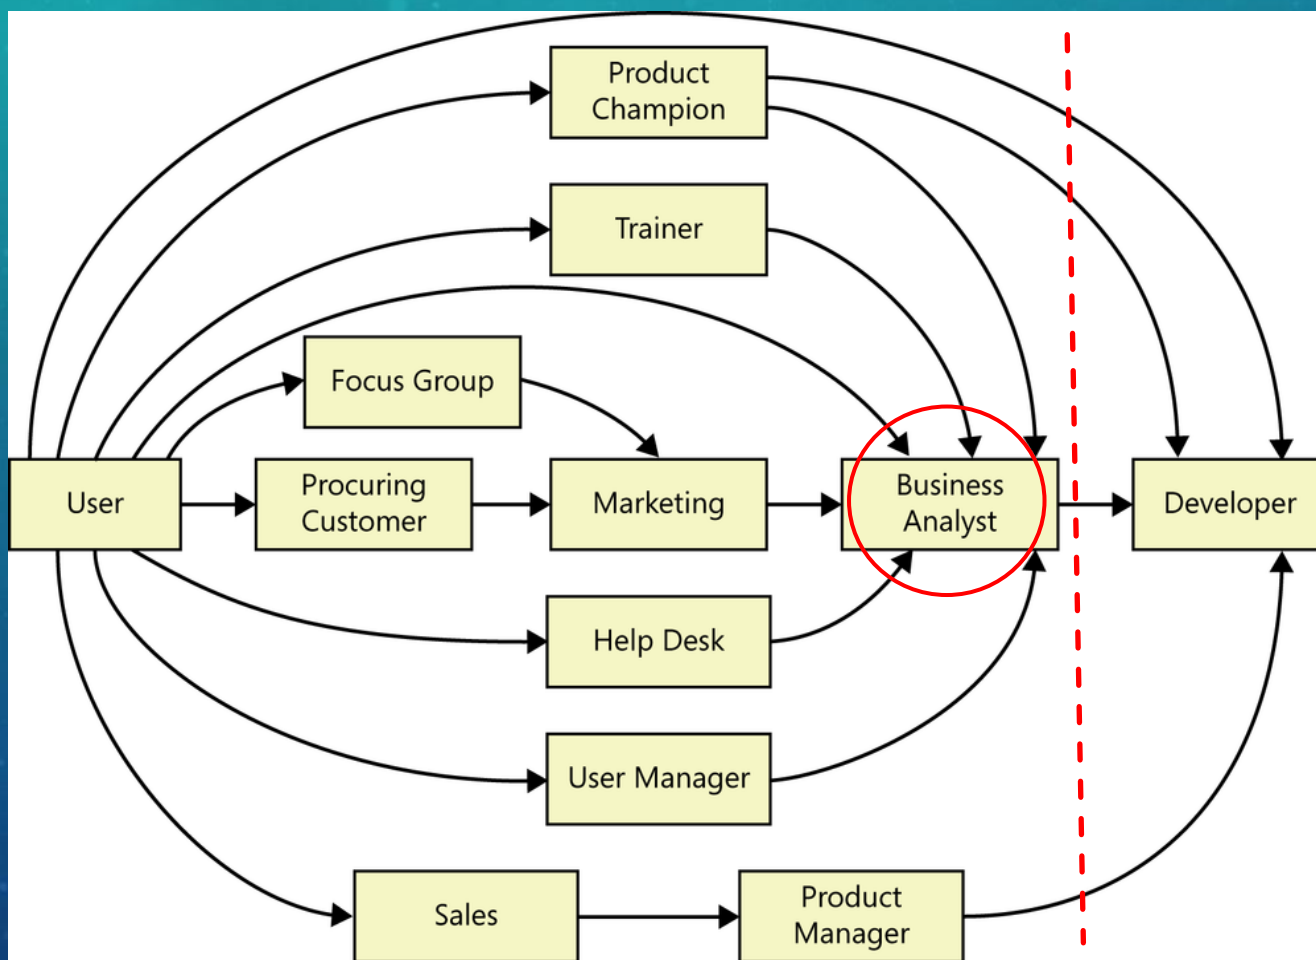 Product
Champion
Trainer
Focus Group
User
Procuring
Customer
Marketing
Business
Analyst
Developer
Help Desk
User Manager
Sales
Product
Manager